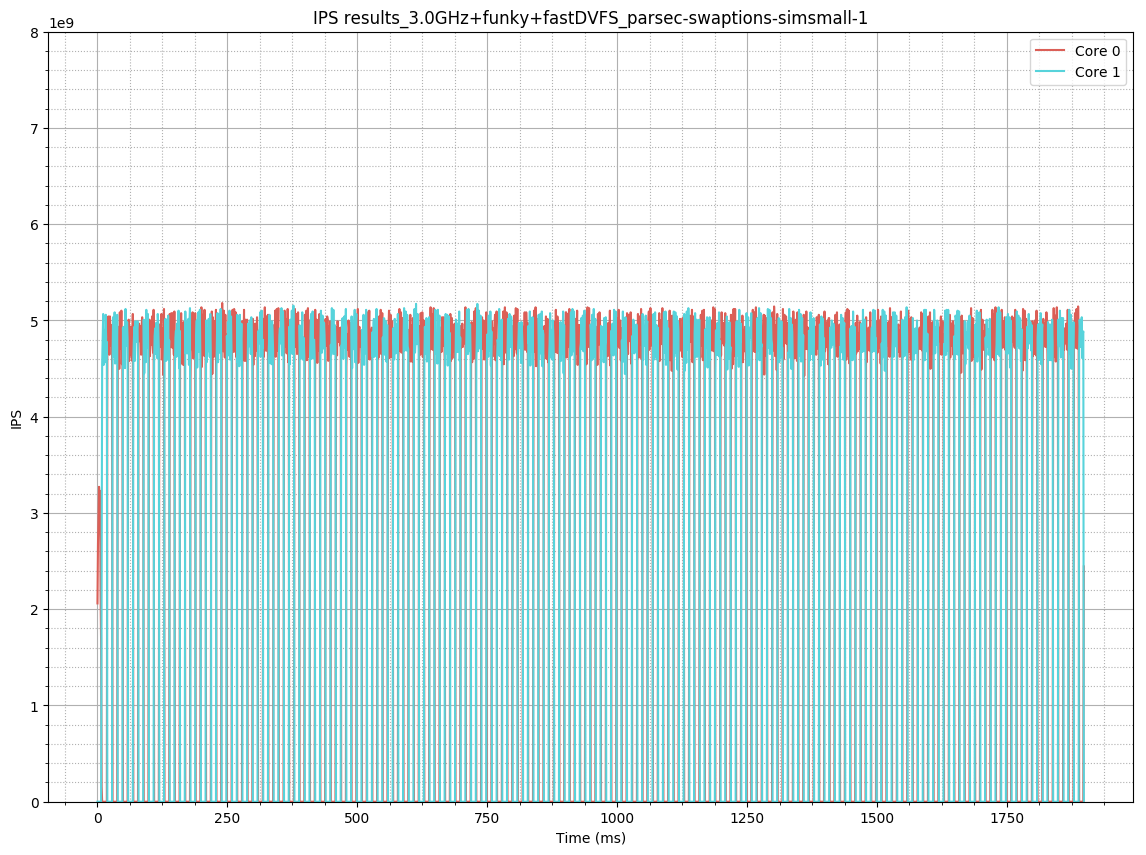 IPS results_3.0GHz+funky+fastDVFS_parsec-swaptions-simsmall-1
1e9
8
7
6
5
4
3
2
1
0
IPS
Core 0
Core 1
0 250 500 750 1000 1250 1500 1750
Time (ms)